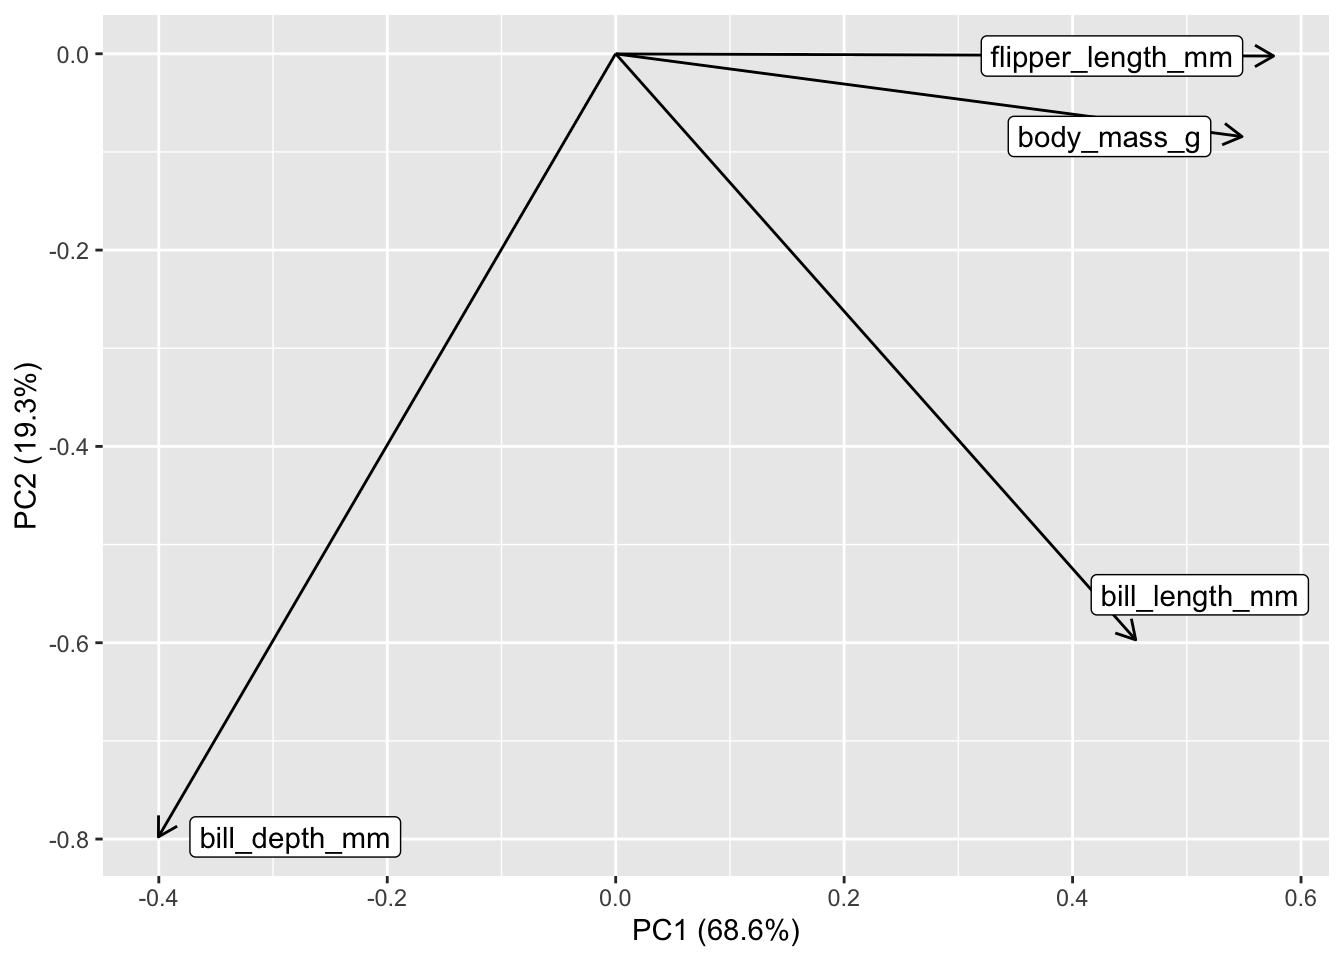 0.0
-0.2
-0.4
-0.6
-0.8
PC2 (19.3%)
flipper_length_mm
body_mass_g
bill_length_mm
bill_depth_mm
-0.4
-0.2
0.0
0.2
0.4
0.6
PC1 (68.6%)